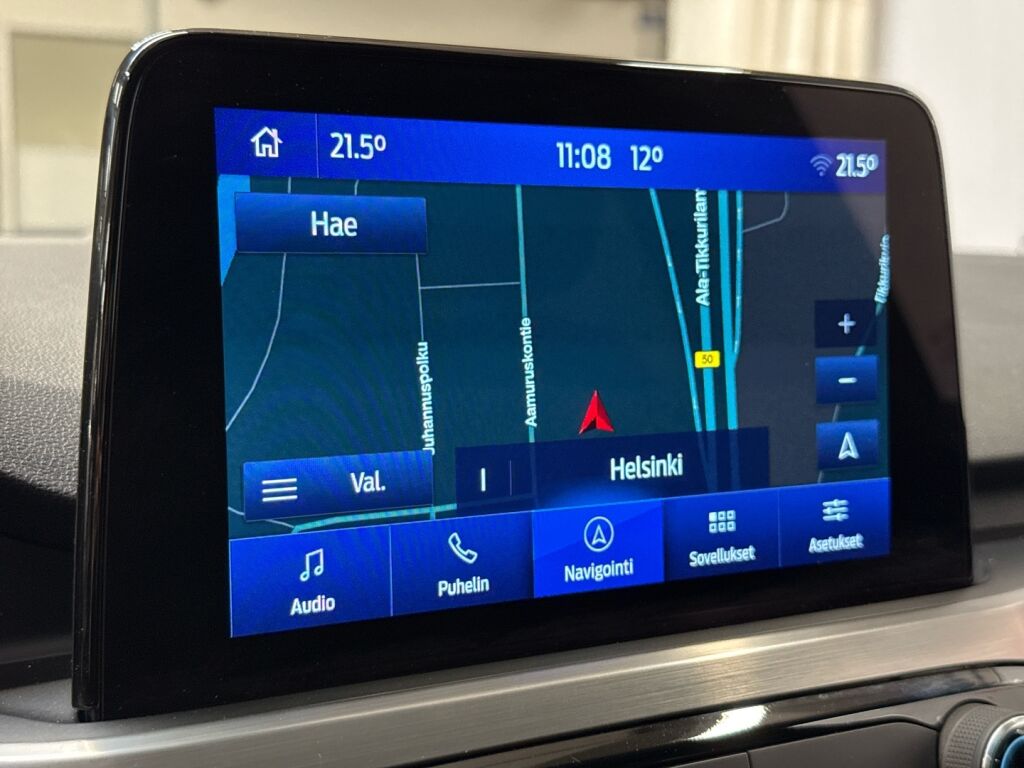 21.5° 11:08 12° 21.5°
Hae
Ala-Tikkurilan
Juhannuspolku
Aamuruskontie
50
Val.
Helsinki
Audio
Puhelin
Navigointi
Sovellukset
Asetukset